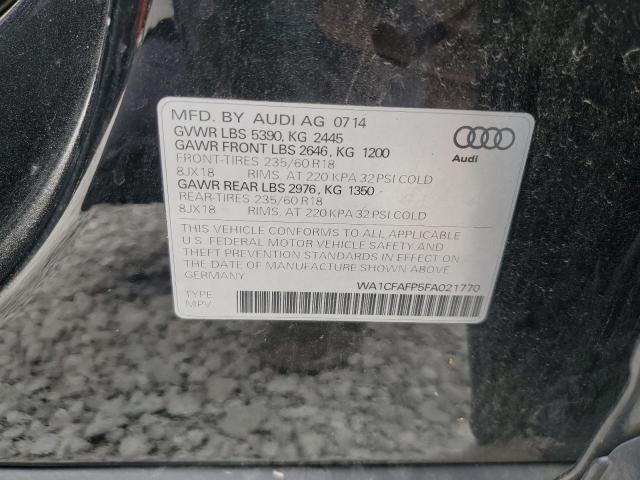 MFD. BY AUDI AG 07 14
GVWR LBS 5390, KG 2445
GAWR FRONT LBS 2646, KG 1200
FRONT-TIRES 235/60 R18
8JX18 RIMS, AT 220 KPA 32 PSI COLD
GAWR REAR LBS 2976, KG 1350
REAR-TIRES 235/60 R18
8JX18 RIMS, AT 220 KPA 32 PSI COLD
Audi
THIS VEHICLE CONFORMS TO ALL APPLICABLE
U.S. FEDERAL MOTOR VEHICLE SAFETY AND
THEFT PREVENTION STANDARDS IN EFFECT ON
THE DATE OF MANUFACTURE SHOWN ABOVE
GERMANY
WA1CFAFP5FA021770
TYPE
MPV